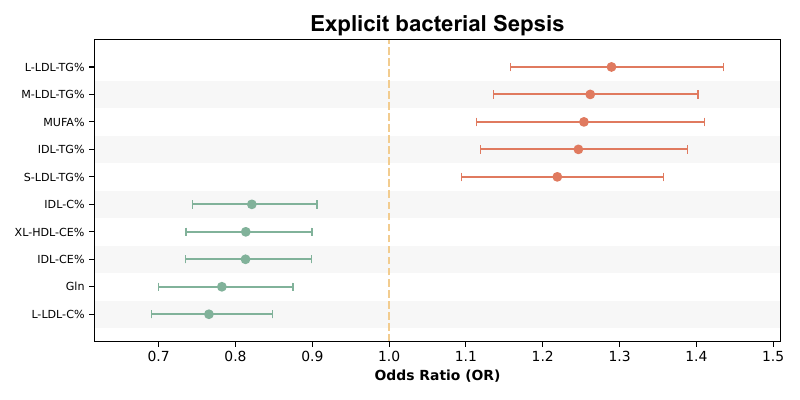 Explicit bacterial Sepsis
L-LDL-TG%
M-LDL-TG%
MUFA%
IDL-TG%
S-LDL-TG%
IDL-C%
XL-HDL-CE%
IDL-CE%
Gln
L-LDL-C%
0.7 0.8 0.9 1.0 1.1 1.2 1.3 1.4 1.5
Odds Ratio (OR)